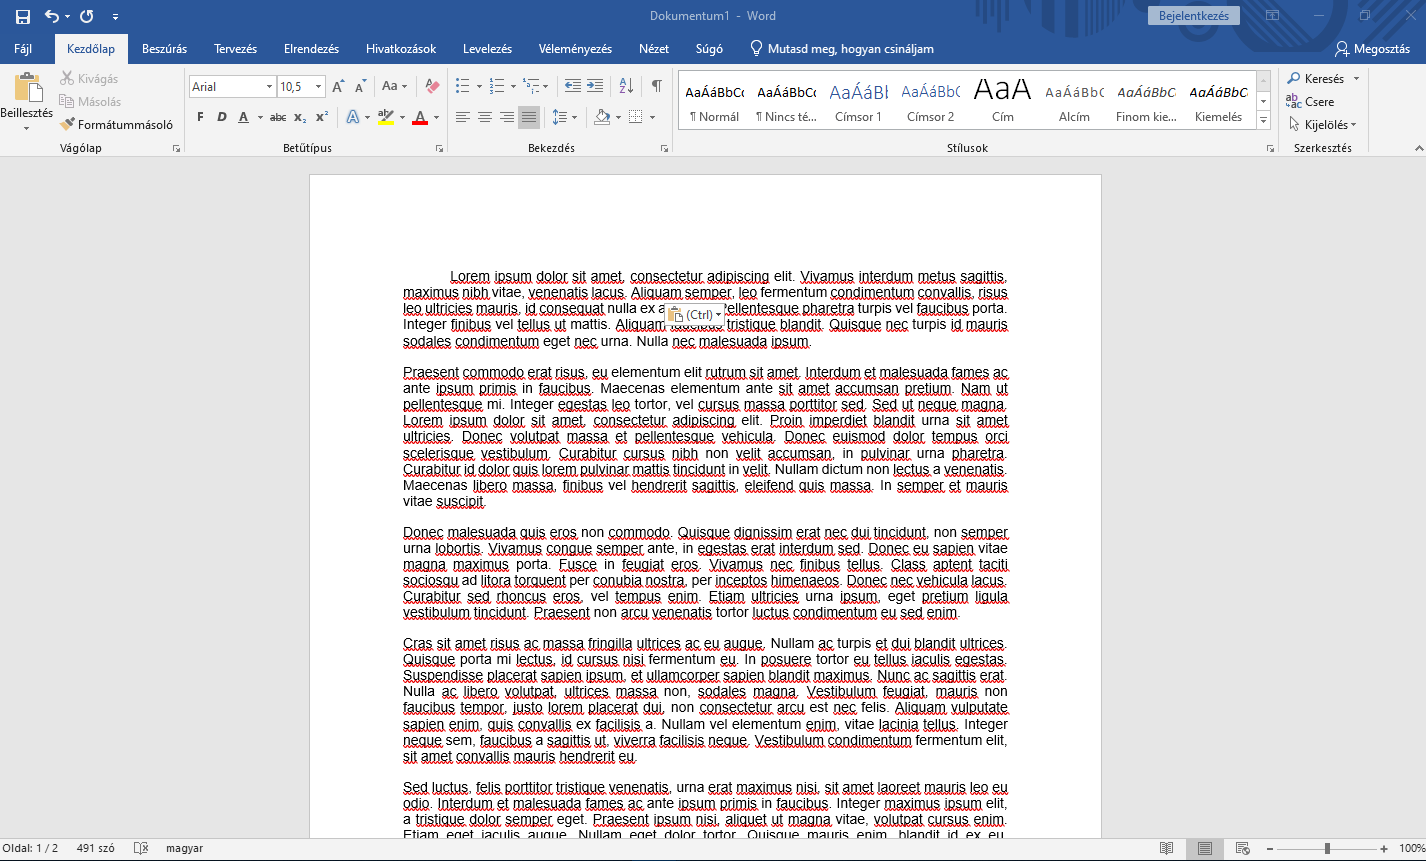 Dokumentum1 - Word
Bejelentkezés
Fájl Kezdőlap Beszúrás Tervezés Elrendezés Hivatkozások Levelezés Véleményezés Nézet Súgó Mutasd meg, hogyan csináljam Megosztás
Beillesztés
Kivágás
Másolás
Formátummásoló
Vágólap
Arial 10,5
Aa
F D A abc x₂ x²
Betűtípus
Bekezdés
AaÁáBbCc AaÁáBbCc AaÁáBb AaÁáBbC AaA AaÁáBbC AaÁáBbC AaÁáBbC
¶ Normál ¶ Nincs té... Címsor 1 Címsor 2 Cím Alcím Finom kie... Kiemelés
Stílusok
Keresés
Csere
Kijelölés
Szerkesztés
Lorem ipsum dolor sit amet, consectetur adipiscing elit. Vivamus interdum metus sagittis,
maximus nibh vitae, venenatis lacus. Aliquam semper, leo fermentum condimentum convallis, risus
leo ultricies mauris, id consequat nulla ex a Pellentesque pharetra turpis vel faucibus porta.
(Ctrl)
Integer finibus vel tellus ut mattis. Aliquam faucibus tristique blandit. Quisque nec turpis id mauris
sodales condimentum eget nec urna. Nulla nec malesuada ipsum.
Praesent commodo erat risus, eu elementum elit rutrum sit amet. Interdum et malesuada fames ac
ante ipsum primis in faucibus. Maecenas elementum ante sit amet accumsan pretium. Nam ut
pellentesque mi. Integer egestas leo tortor, vel cursus massa porttitor sed. Sed ut neque magna.
Lorem ipsum dolor sit amet, consectetur adipiscing elit. Proin imperdiet blandit urna sit amet
ultricies. Donec volutpat massa et pellentesque vehicula. Donec euismod dolor tempus orci
scelerisque vestibulum. Curabitur cursus nibh non velit accumsan, in pulvinar urna pharetra.
Curabitur id dolor quis lorem pulvinar mattis tincidunt in velit. Nullam dictum non lectus a venenatis.
Maecenas libero massa, finibus vel hendrerit sagittis, eleifend quis massa. In semper et mauris
vitae suscipit.
Donec malesuada quis eros non commodo. Quisque dignissim erat nec dui tincidunt, non semper
urna lobortis. Vivamus congue semper ante, in egestas erat interdum sed. Donec eu sapien vitae
magna maximus porta. Fusce in feugiat eros. Vivamus nec finibus tellus. Class aptent taciti
sociosqu ad litora torquent per conubia nostra, per inceptos himenaeos. Donec nec vehicula lacus.
Curabitur sed rhoncus eros, vel tempus enim. Etiam ultricies urna ipsum, eget pretium ligula
vestibulum tincidunt. Praesent non arcu venenatis tortor luctus condimentum eu sed enim.
Cras sit amet risus ac massa fringilla ultrices ac eu augue. Nullam ac turpis et dui blandit ultrices.
Quisque porta mi lectus, id cursus nisi fermentum eu. In posuere tortor eu tellus iaculis egestas.
Suspendisse placerat sapien ipsum, et ullamcorper sapien blandit maximus. Nunc ac sagittis erat.
Nulla ac libero volutpat, ultrices massa non, sodales magna. Vestibulum feugiat, mauris non
faucibus tempor, justo lorem placerat dui, non consectetur arcu est nec felis. Aliquam vulputate
sapien enim, quis convallis ex facilisis a. Nullam vel elementum enim, vitae lacinia tellus. Integer
neque sem, faucibus a sagittis ut, viverra facilisis neque. Vestibulum condimentum fermentum elit,
sit amet convallis mauris hendrerit eu.
Sed luctus, felis porttitor tristique venenatis, urna erat maximus nisi, sit amet laoreet mauris leo eu
odio. Interdum et malesuada fames ac ante ipsum primis in faucibus. Integer maximus ipsum elit,
a tristique dolor semper eget. Praesent ipsum nisi, aliquet ut magna vitae, volutpat cursus enim.
Etiam eget iaculis augue. Nullam eget dolor tortor. Quisque mauris enim, blandit id ex eu,
Oldal: 1 / 2 491 szó magyar 100%